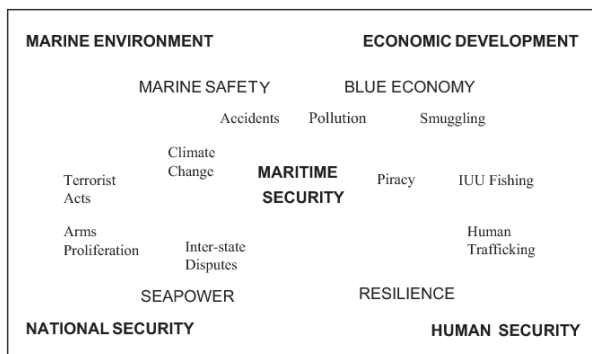 MARINE ENVIRONMENT ECONOMIC DEVELOPMENT
MARINE SAFETY BLUE ECONOMY
Accidents Pollution Smuggling
Climate
Change
MARITIME
SECURITY
Terrorist
Acts
Piracy IUU Fishing
Arms
Proliferation
Inter-state
Disputes
Human
Trafficking
SEAPOWER RESILIENCE
NATIONAL SECURITY HUMAN SECURITY